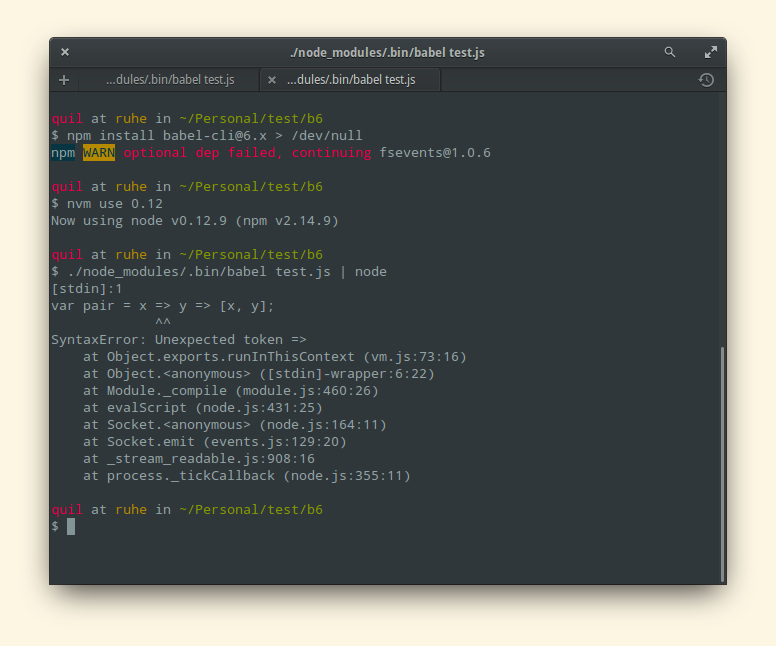 ./node_modules/.bin/babel test.js
...dules/.bin/babel test.js
...dules/.bin/babel test.js
quil at ruhe in ~/Personal/test/b6
$ npm install babel-cli@6.x > /dev/null
npm WARN optional dep failed, continuing fsevents@1.0.6
quil at ruhe in ~/Personal/test/b6
$ nvm use 0.12
Now using node v0.12.9 (npm v2.14.9)
quil at ruhe in ~/Personal/test/b6
$ ./node_modules/.bin/babel test.js | node
[stdin]:1
var pair = x => y => [x, y];
^^
SyntaxError: Unexpected token =>
at Object.exports.runInThisContext (vm.js:73:16)
at Object.<anonymous> ([stdin]-wrapper:6:22)
at Module._compile (module.js:460:26)
at evalScript (node.js:431:25)
at Socket.<anonymous> (node.js:164:11)
at Socket.emit (events.js:129:20)
at _stream_readable.js:908:16
at process._tickCallback (node.js:355:11)
quil at ruhe in ~/Personal/test/b6
$